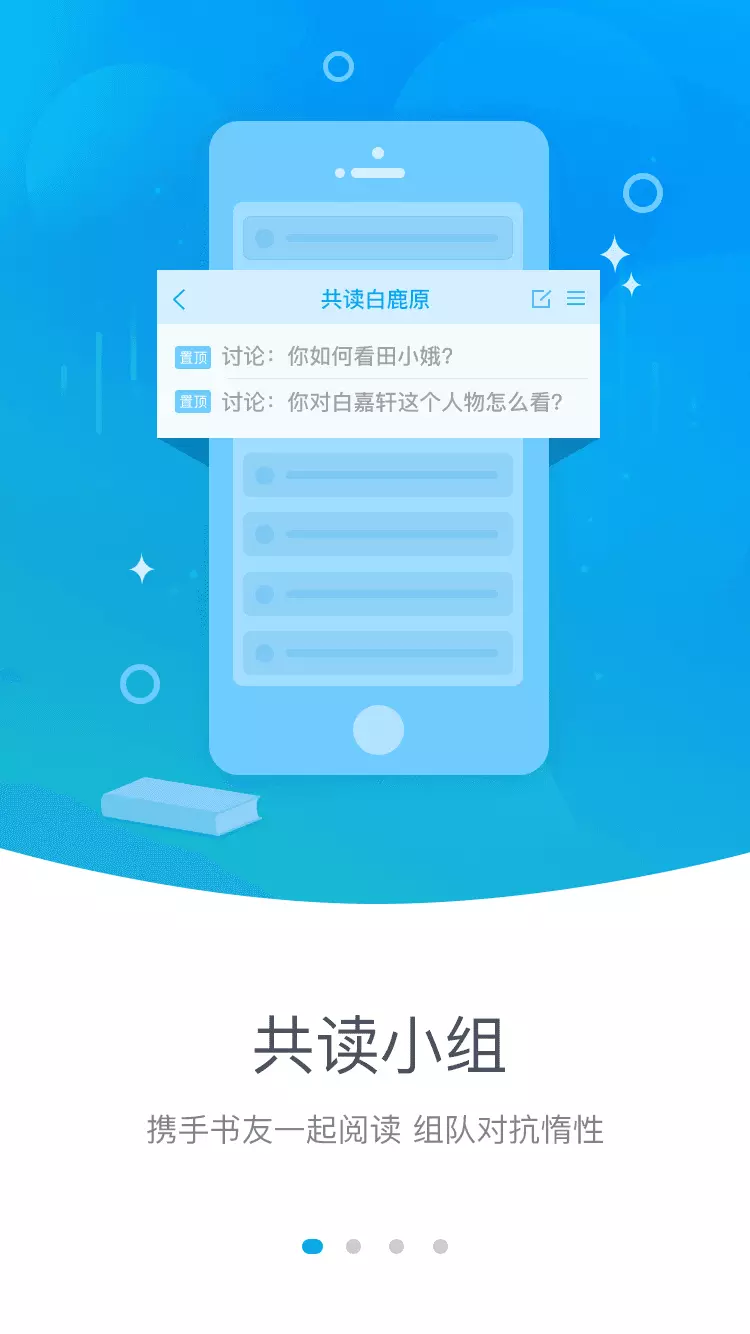 共读白鹿原
置顶 讨论：你如何看田小娥？
置顶 讨论：你对白嘉轩这个人物怎么看？
共读小组
携手书友一起阅读 组队对抗惰性